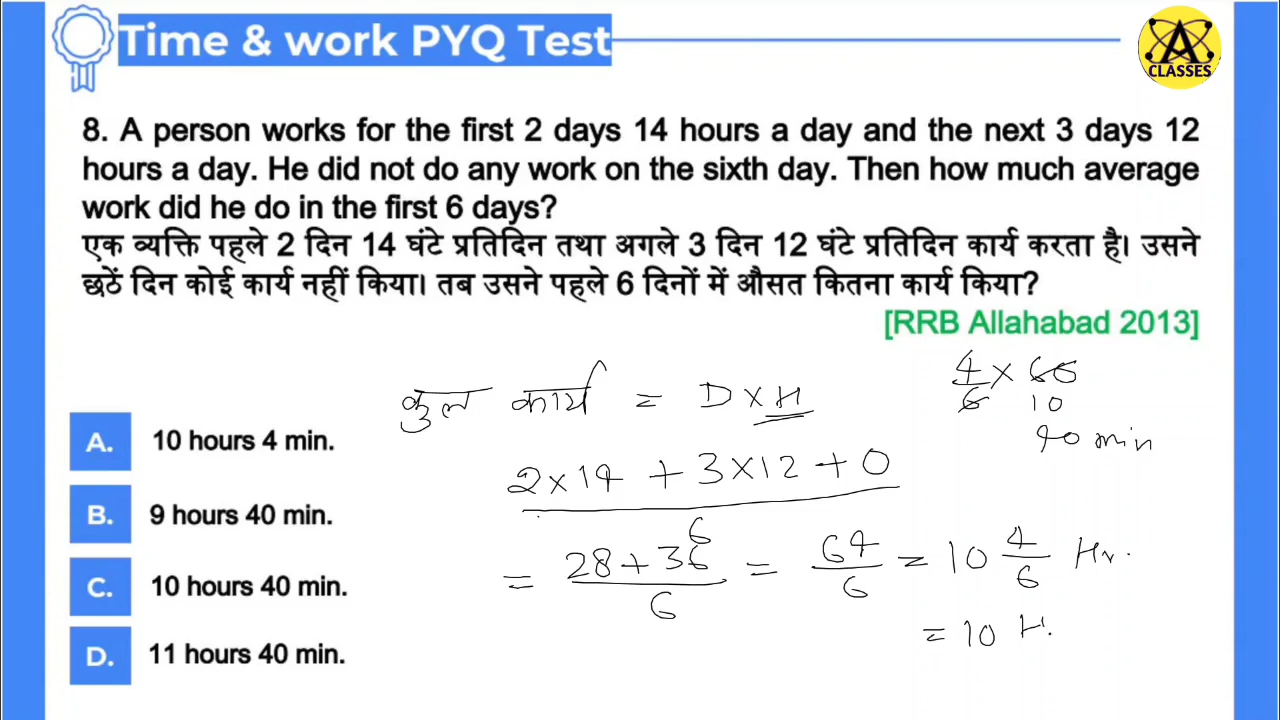 Time & work PYQ Test
A
CLASSES
8. A person works for the first 2 days 14 hours a day and the next 3 days 12
hours a day. He did not do any work on the sixth day. Then how much average
work did he do in the first 6 days?
एक व्यक्ति पहले 2 दिन 14 घंटे प्रतिदिन तथा अगले 3 दिन 12 घंटे प्रतिदिन कार्य करता है। उसने
छठें दिन कोई कार्य नहीं किया। तब उसने पहले 6 दिनों में औसत कितना कार्य किया?
[RRB Allahabad 2013]
कुल कार्य = D × H
4/6 × 60
10
40 min
A. 10 hours 4 min.
B. 9 hours 40 min.
C. 10 hours 40 min.
D. 11 hours 40 min.
2×14 + 3×12 + 0
6
= 28+36/6 = 64/6 = 10 4/6 Hr.
= 10 H.